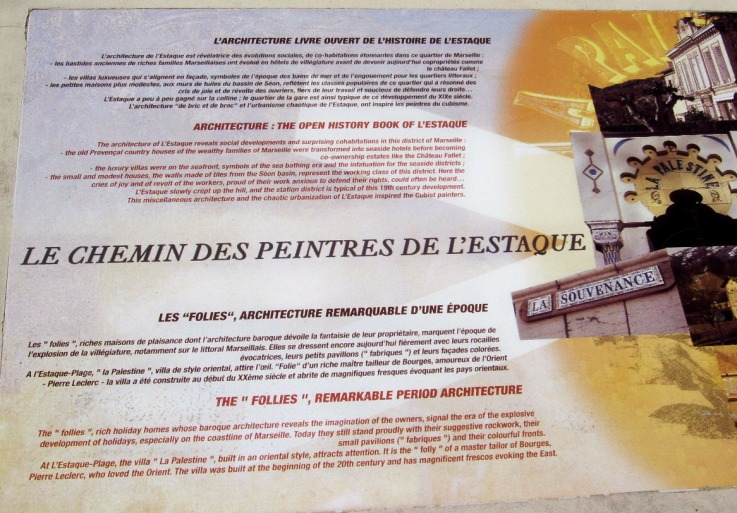 L'ARCHITECTURE LIVRE OUVERT DE L'HISTOIRE DE L'ESTAQUE
L'architecture de l'Estaque est révélatrice des évolutions sociales, de co-habitations étonnantes dans ce quartier de Marseille :
- les bastides anciennes de riches familles Marseillaises ont évolué en hôtels de villégiature avant de devenir aujourd'hui copropriétés comme
le château Fallet ;
- les villas luxueuses qui s'alignent en façade, symboles de l'époque des bains de mer et de l'engouement pour les quartiers littoraux ;
- les petites maisons plus modestes, aux murs de tuiles du bassin de Séon, reflètent les classes populaires de ce quartier qui a résonné des
cris de joie et de révolte des ouvriers, fiers de leur travail et soucieux de défendre leurs droits...
L'Estaque a peu à peu gagné sur la colline ; le quartier de la gare est ainsi typique de ce développement du XIXe siècle.
L'architecture "de bric et de broc" et l'urbanisme chaotique de l'Estaque, ont inspiré les peintres du cubisme.
ARCHITECTURE : THE OPEN HISTORY BOOK OF L'ESTAQUE
The architecture of L'Estaque reveals social developments and surprising cohabitations in this district of Marseille :
- the old Provençal country houses of the wealthy families of Marseille were transformed into seaside hotels before becoming
co-ownership estates like the Château Fallet ;
- the luxury villas were on the seafront, symbols of the sea bathing era and the infatuation for the seaside districts ;
- the small and modest houses, the walls made of tiles from the Séon basin, represent the working class of this district. Here the
cries of joy and of revolt of the workers, proud of their work anxious to defend their rights, could often be heard...
L'Estaque slowly crept up the hill, and the station district is typical of this 19th century development.
This miscellaneous architecture and the chaotic urbanization of L'Estaque inspired the Cubist painters.
LE CHEMIN DES PEINTRES DE L'ESTAQUE
LA PALESTINE
LA SOUVENANCE
LES "FOLIES", ARCHITECTURE REMARQUABLE D'UNE ÉPOQUE
Les " folies ", riches maisons de plaisance dont l'architecture baroque dévoile la fantaisie de leur propriétaire, marquent l'époque de
l'explosion de la villégiature, notamment sur le littoral Marseillais. Elles se dressent encore aujourd'hui fièrement avec leurs rocailles
évocatrices, leurs petits pavillons (" fabriques ") et leurs façades colorées.
A l'Estaque-Plage, " la Palestine ", villa de style oriental, attire l'œil. "Folie" d'un riche maître tailleur de Bourges, amoureux de l'Orient
- Pierre Leclerc - la villa a été construite au début du XXème siècle et abrite de magnifiques fresques évoquant les pays orientaux.
THE " FOLLIES ", REMARKABLE PERIOD ARCHITECTURE
The " follies ", rich holiday homes whose baroque architecture reveals the imagination of the owners, signal the era of the explosive
development of holidays, especially on the coastline of Marseille. Today they still stand proudly with their suggestive rockwork, their
small pavilions (" fabriques ") and their colourful fronts.
At L'Estaque-Plage, the villa " La Palestine ", built in an oriental style, attracts attention. It is the " folly " of a master tailor of Bourges,
Pierre Leclerc, who loved the Orient. The villa was built at the beginning of the 20th century and has magnificent frescos evoking the East.